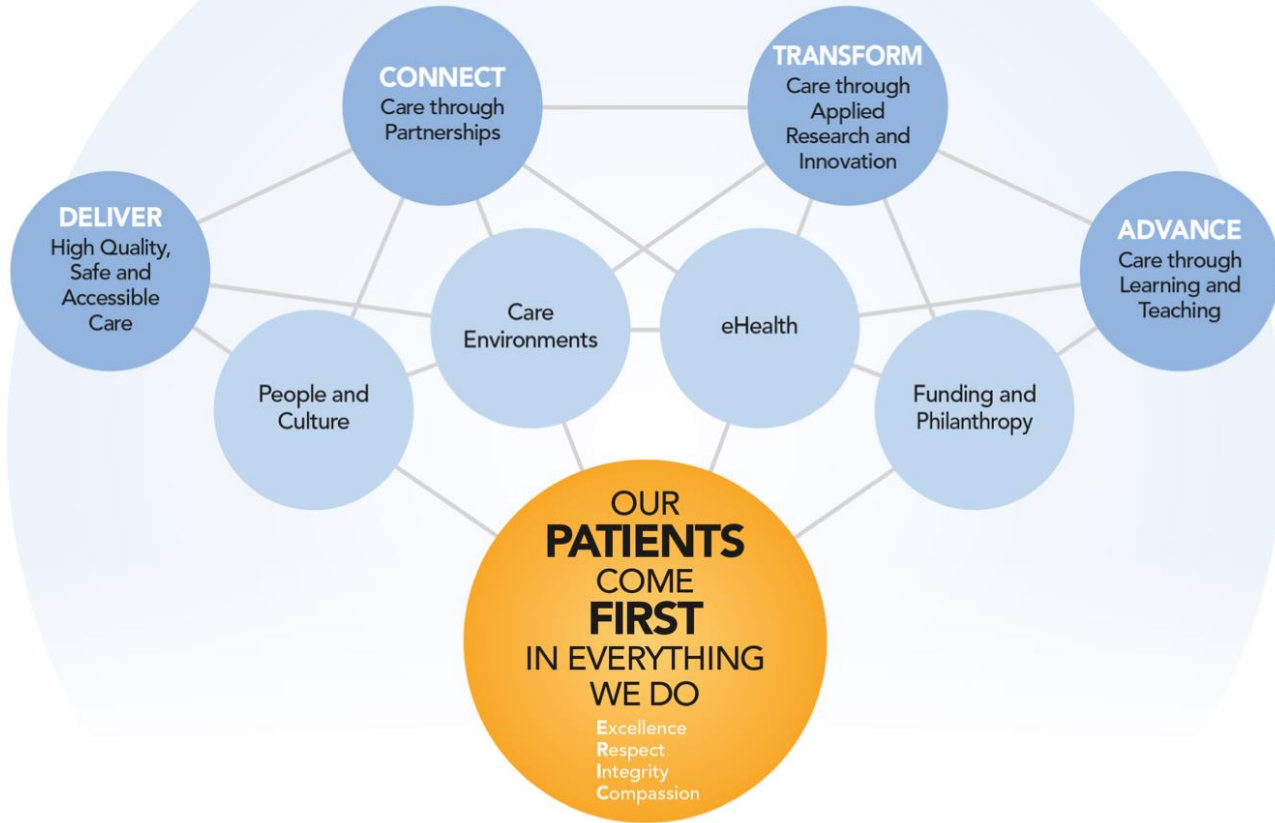 CONNECT
Care through
Partnerships
TRANSFORM
Care through
Applied
Research and
Innovation
DELIVER
High Quality,
Safe and
Accessible
Care
ADVANCE
Care through
Learning and
Teaching
Care
Environments
eHealth
People and
Culture
Funding and
Philanthropy
OUR
PATIENTS
COME
FIRST
IN EVERYTHING
WE DO
Excellence
Respect
Integrity
Compassion